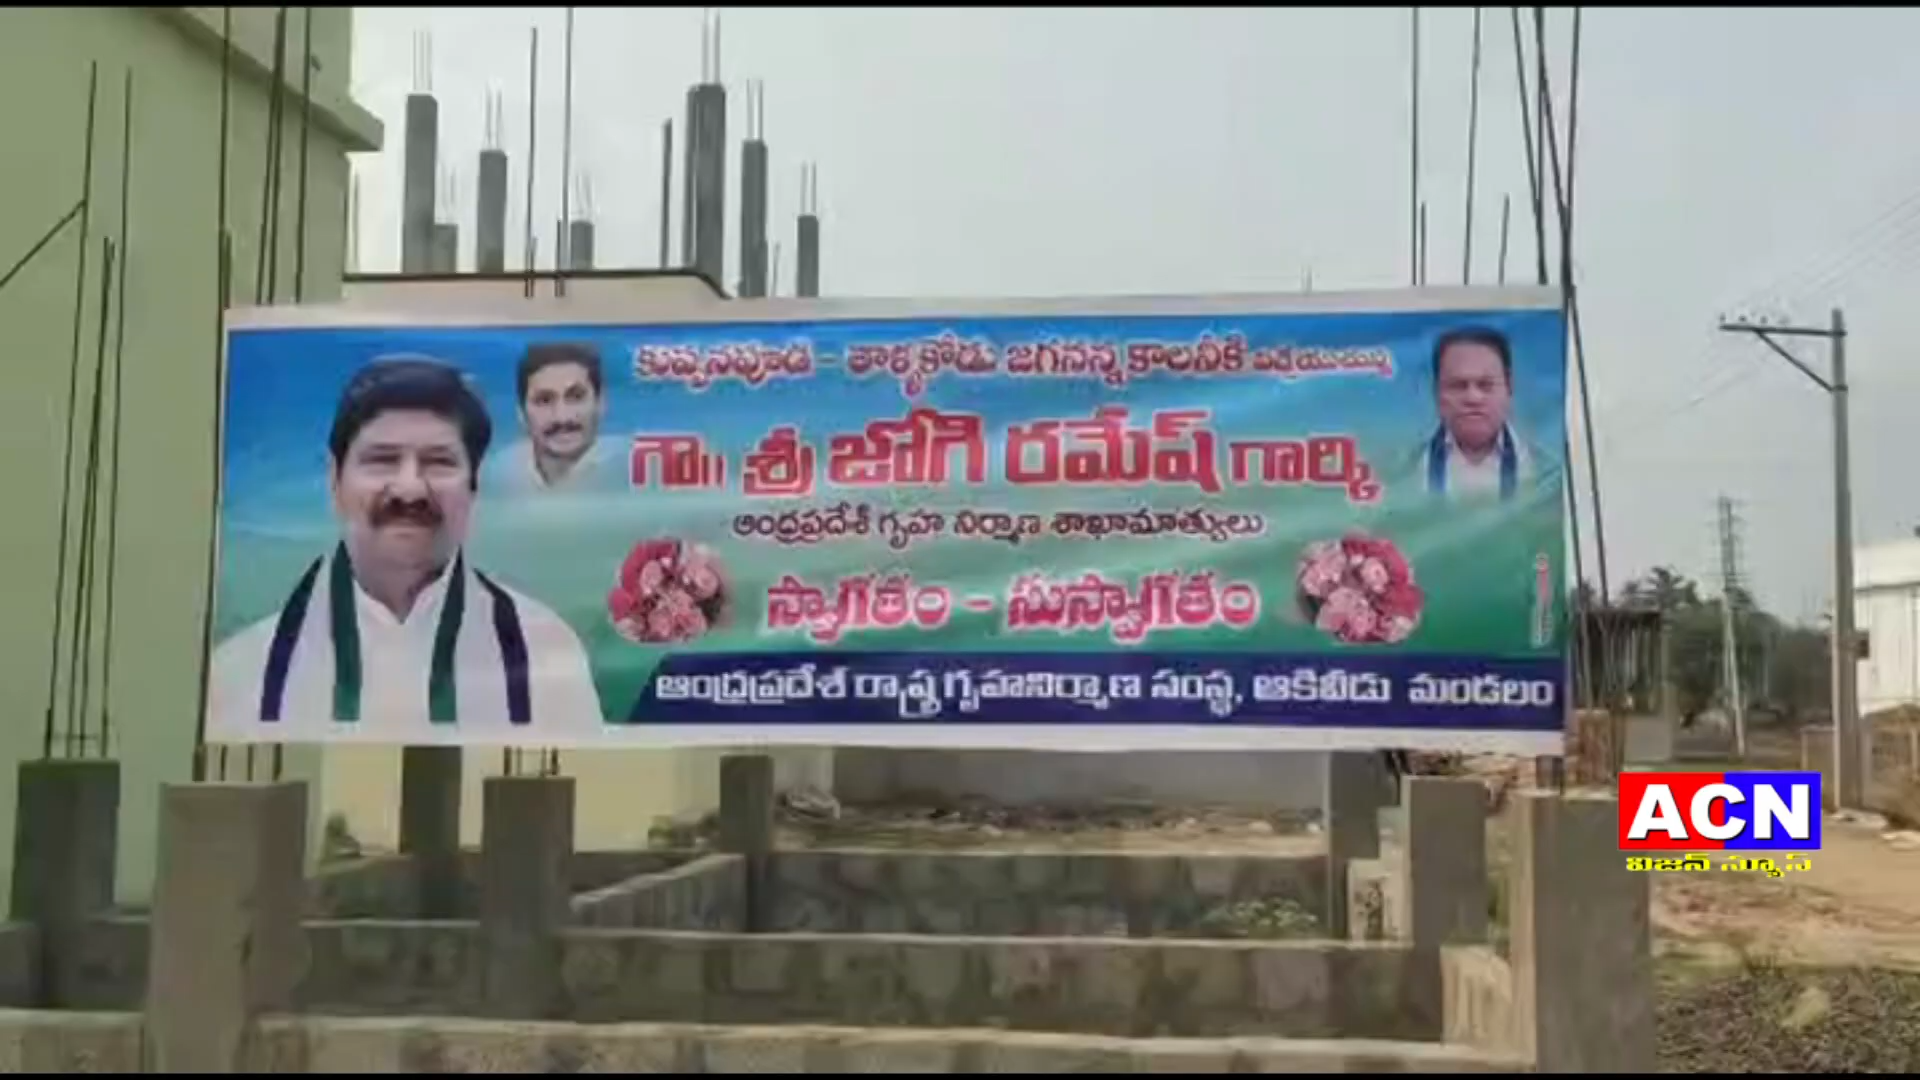 కుప్పనపూడి - తాళ్ళకోడు జగనన్న కాలనీకి విచ్చేయుచున్న
గౌ|| శ్రీ జోగి రమేష్ గార్కి
ఆంధ్రప్రదేశ్ గృహ నిర్మాణ శాఖామాత్యులు
స్వాగతం - సుస్వాగతం
ఆంధ్రప్రదేశ్ రాష్ట్ర గృహనిర్మాణ సంస్థ, ఆకివీడు మండలం
ACN
విజన్ న్యూస్